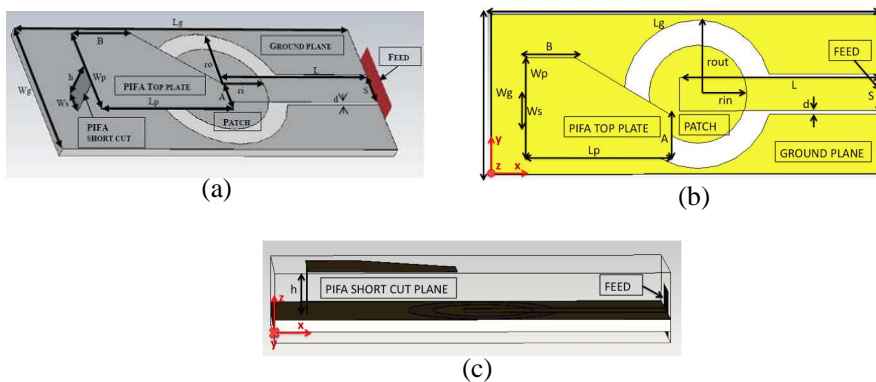 Lg
B
GROUND PLANE
ro
FEED
h
Wp
L
Wg
PIFA TOP PLATE
ri
A
Ws
Lp
d
S
PIFA SHORT CUT
PATCH
(a)
Lg
B
rout
FEED
Wp
L
Wg
rin
S
Ws
d
PIFA TOP PLATE
A
PATCH
y
Lp
GROUND PLANE
z
x
(b)
h
PIFA SHORT CUT PLANE
FEED
z
x
y
(c)